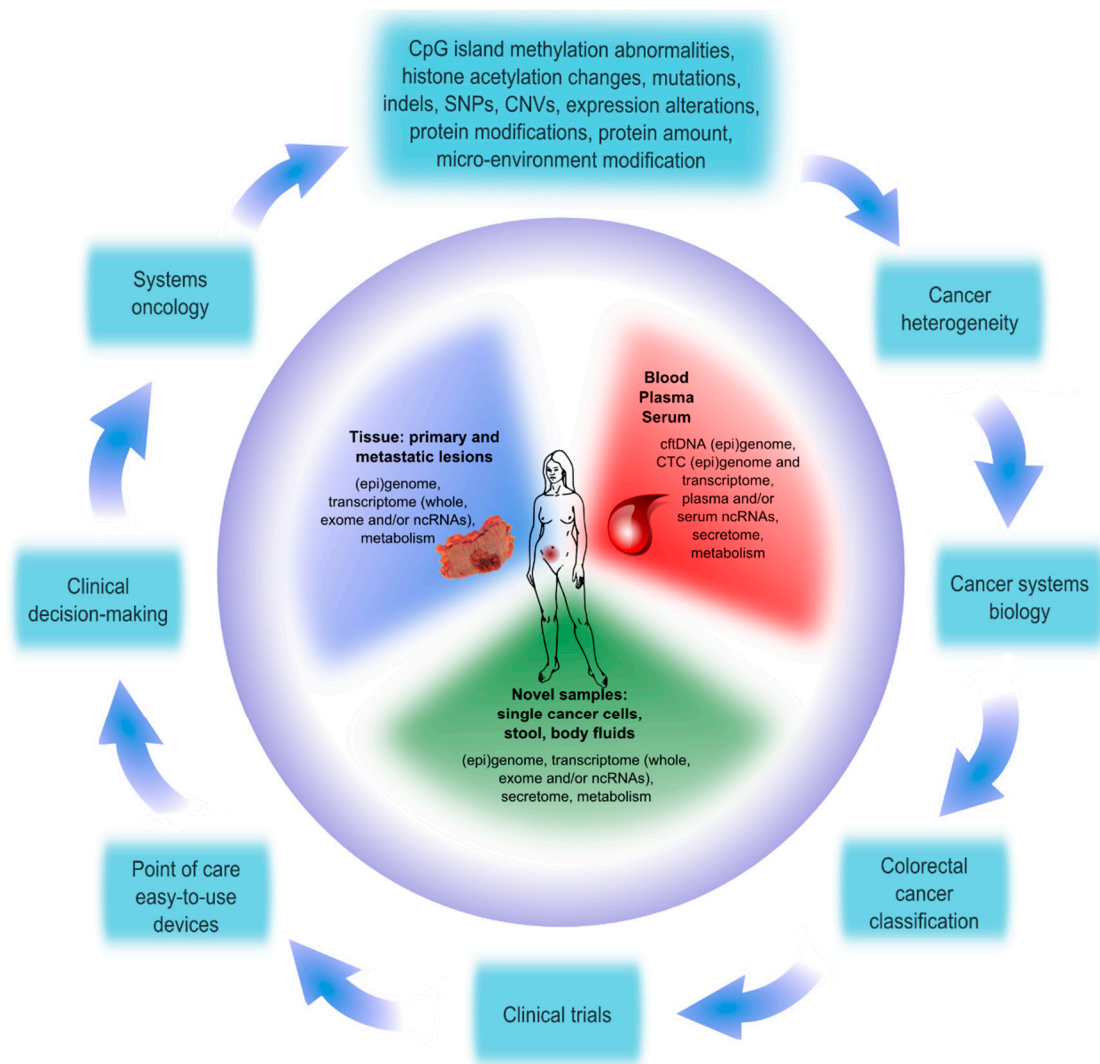 CpG island methylation abnormalities,
histone acetylation changes, mutations,
indels, SNPs, CNVs, expression alterations,
protein modifications, protein amount,
micro-environment modification
Cancer
heterogeneity
Cancer systems
biology
Colorectal
cancer
classification
Clinical trials
Point of care
easy-to-use
devices
Clinical
decision-making
Systems
oncology
Tissue: primary and
metastatic lesions
(epi)genome,
transcriptome (whole,
exome and/or ncRNAs),
metabolism
Blood
Plasma
Serum
cftDNA (epi)genome,
CTC (epi)genome and
transcriptome,
plasma and/or
serum ncRNAs,
secretome,
metabolism
Novel samples:
single cancer cells,
stool, body fluids
(epi)genome, transcriptome (whole,
exome and/or ncRNAs),
secretome, metabolism